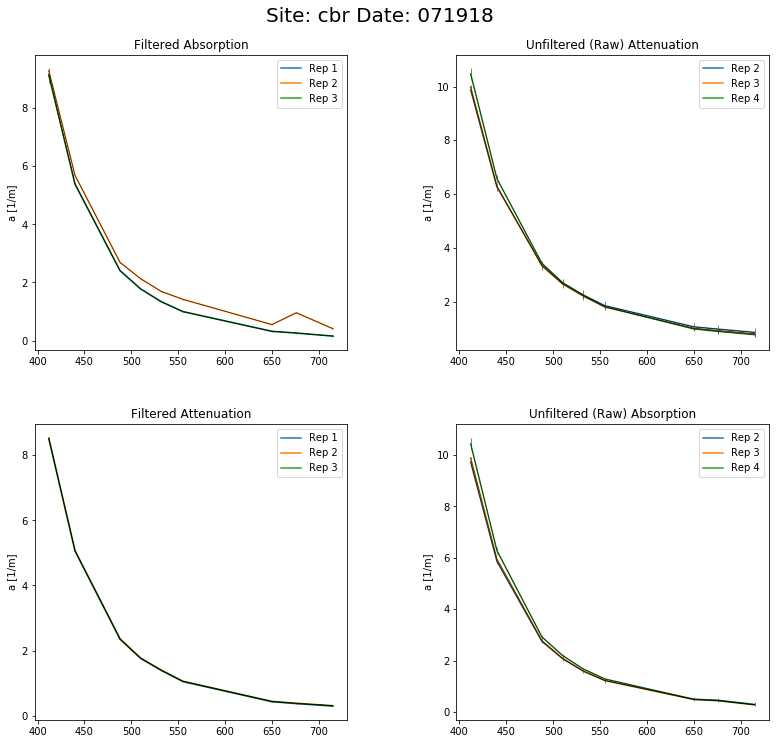 Site: cbr Date: 071918
Filtered Absorption
a [1/m]
8
6
4
2
0
400 450 500 550 600 650 700
Rep 1
Rep 2
Rep 3
Unfiltered (Raw) Attenuation
a [1/m]
10
8
6
4
2
400 450 500 550 600 650 700
Rep 2
Rep 3
Rep 4
Filtered Attenuation
a [1/m]
8
6
4
2
0
400 450 500 550 600 650 700
Rep 1
Rep 2
Rep 3
Unfiltered (Raw) Absorption
a [1/m]
10
8
6
4
2
0
400 450 500 550 600 650 700
Rep 2
Rep 3
Rep 4